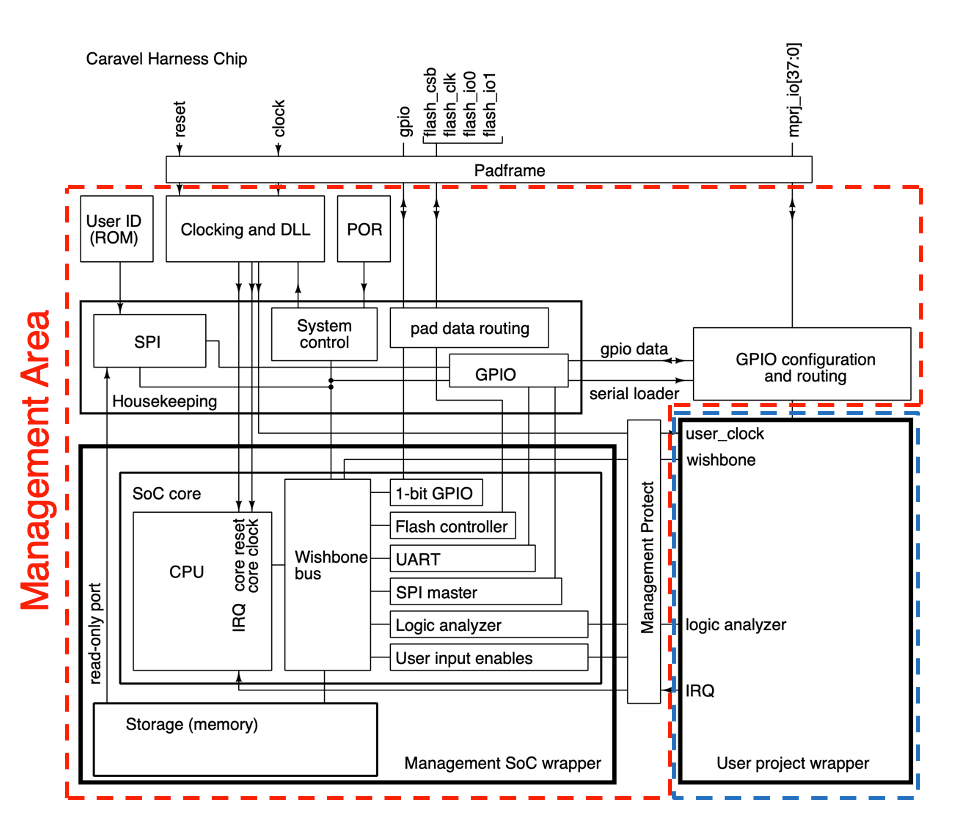 Caravel Harness Chip
reset
clock
gpio
flash_csb
flash_clk
flash_io0
flash_io1
mprj_io[37:0]
Padframe
User ID
(ROM)
Clocking and DLL
POR
SPI
System
control
pad data routing
GPIO
Housekeeping
gpio data
serial loader
GPIO configuration
and routing
Management Area
user_clock
wishbone
SoC core
CPU
IRQ
core reset
core clock
Wishbone
bus
1-bit GPIO
Flash controller
UART
SPI master
Logic analyzer
User input enables
Management Protect
logic analyzer
IRQ
read-only port
Storage (memory)
Management SoC wrapper
User project wrapper